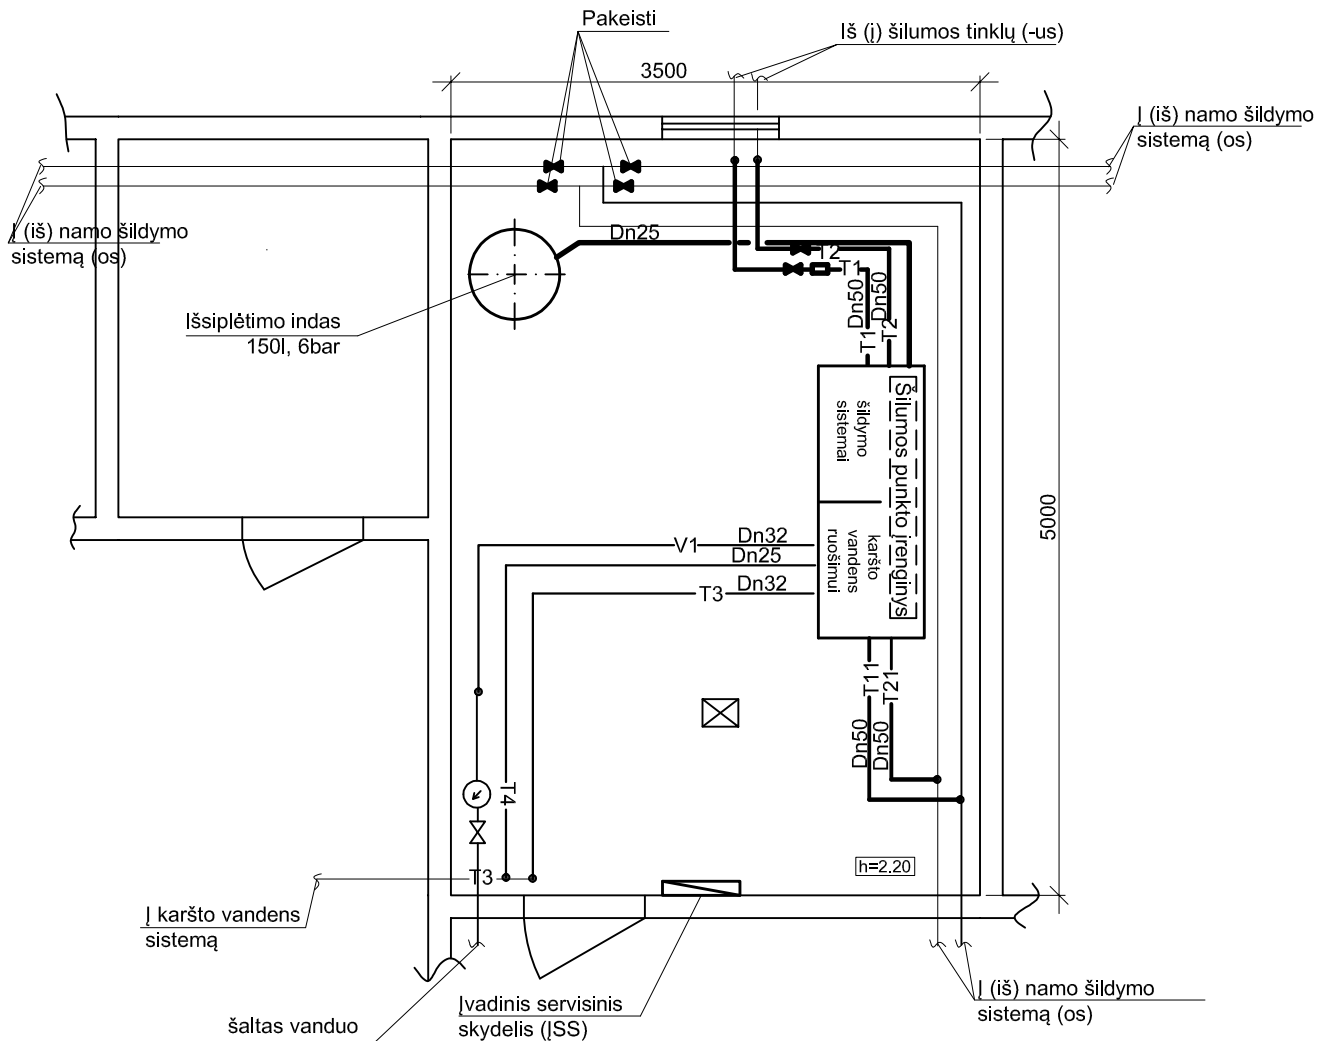 Pakeisti
Iš (į) šilumos tinklų (-us)
3500
Į (iš) namo šildymo
sistemą (os)
Į (iš) namo šildymo
sistemą (os)
Dn25
T2
T1
Dn50
Dn50
T1
T2
Išsiplėtimo indas
150l, 6bar
Šilumos punkto įrenginys
šildymo
sistemai
karšto
vandens
ruošimui
5000
V1
Dn32
Dn25
T3
Dn32
T11
T21
Dn50
Dn50
T4
T3
h=2.20
Į karšto vandens
sistemą
Įvadinis servisinis
skydelis (ĮSS)
Į (iš) namo šildymo
sistemą (os)
šaltas vanduo